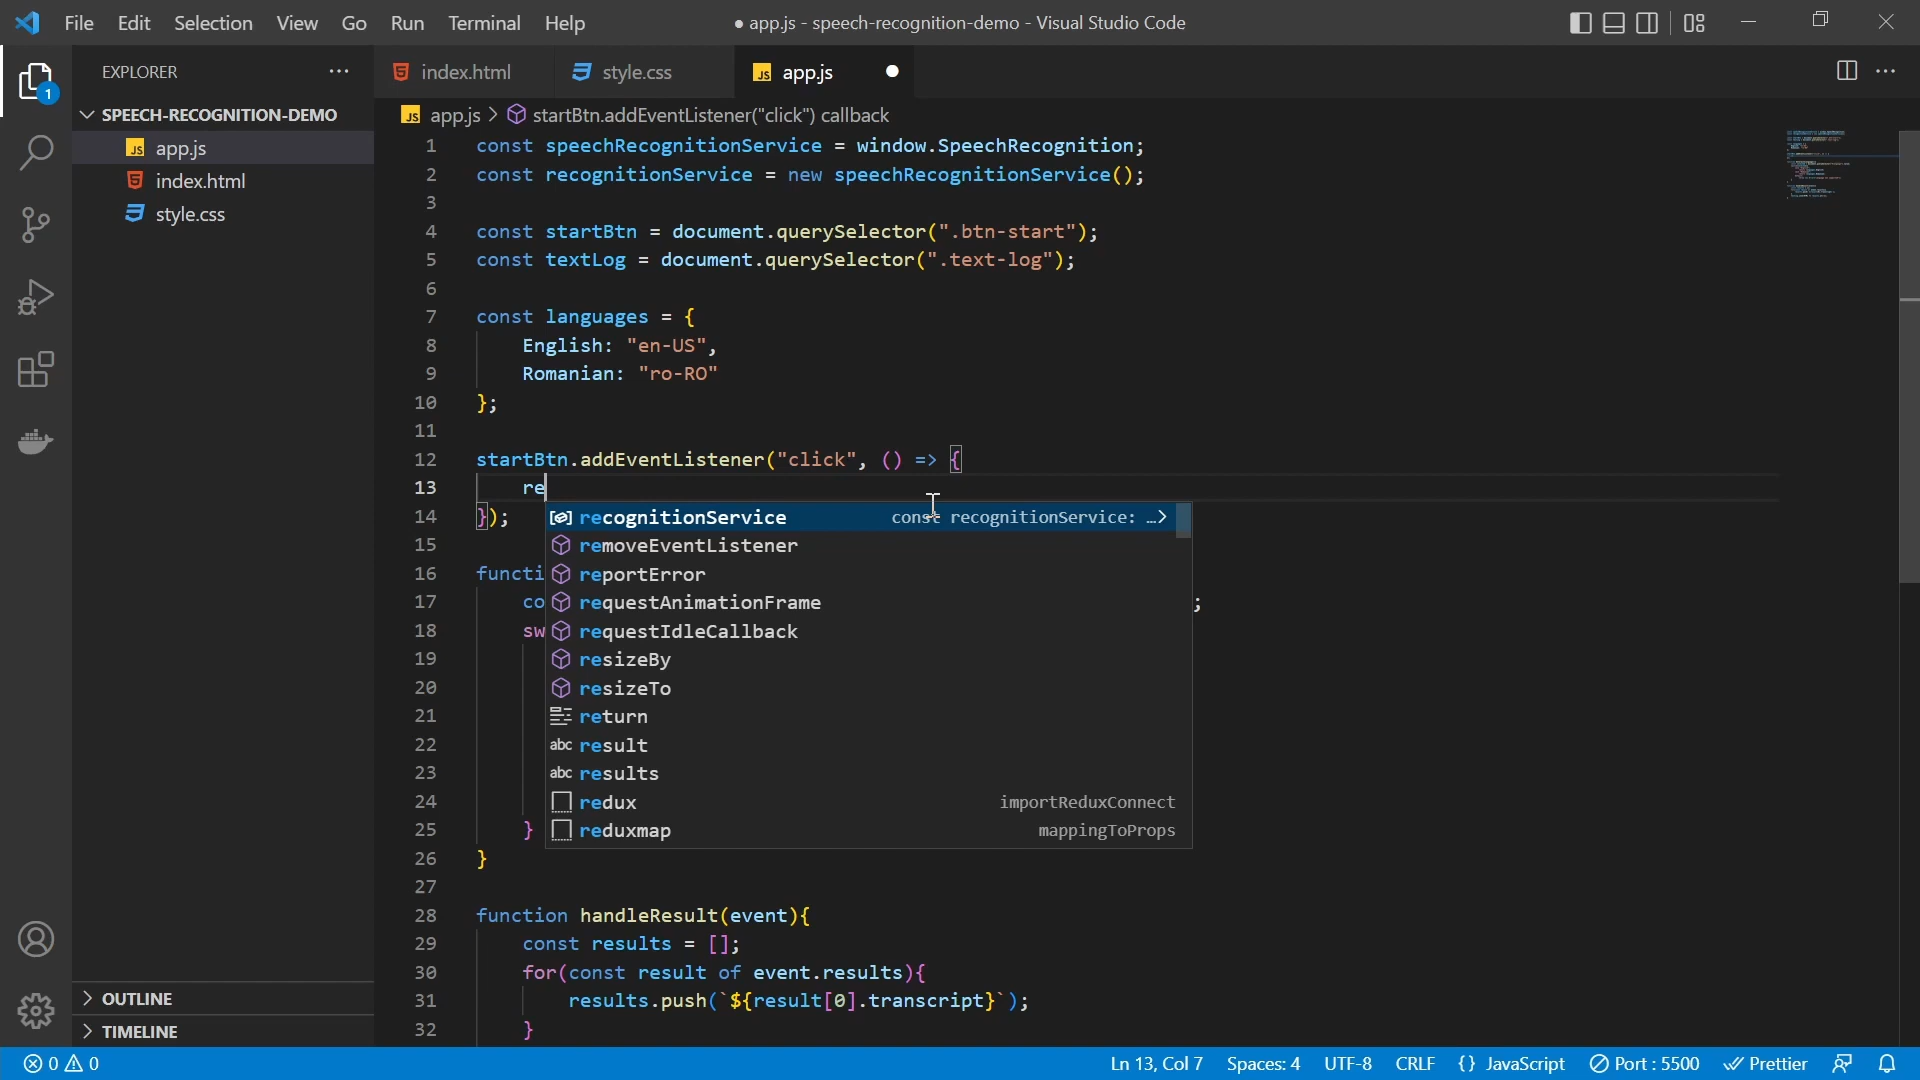 File Edit Selection View Go Run Terminal Help
● app.js - speech-recognition-demo - Visual Studio Code
EXPLORER
SPEECH-RECOGNITION-DEMO
JS app.js
index.html
style.css
1
OUTLINE
TIMELINE
index.html style.css JS app.js
JS app.js > startBtn.addEventListener("click") callback
1 const speechRecognitionService = window.SpeechRecognition;
2 const recognitionService = new speechRecognitionService();
3
4 const startBtn = document.querySelector(".btn-start");
5 const textLog = document.querySelector(".text-log");
6
7 const languages = {
8 English: "en-US",
9 Romanian: "ro-RO"
10 };
11
12 startBtn.addEventListener("click", () => {
13 re
14 });
15
16 functi
17 co ;
18 sw
19
20
21
22
23
24
25 }
26 }
27
28 function handleResult(event){
29 const results = [];
30 for(const result of event.results){
31 results.push(`${result[0].transcript}`);
32 }
recognitionService const recognitionService: …>
removeEventListener
reportError
requestAnimationFrame
requestIdleCallback
resizeBy
resizeTo
return
abc result
abc results
redux importReduxConnect
reduxmap mappingToProps
0 0 Ln 13, Col 7 Spaces: 4 UTF-8 CRLF {} JavaScript Port : 5500 Prettier